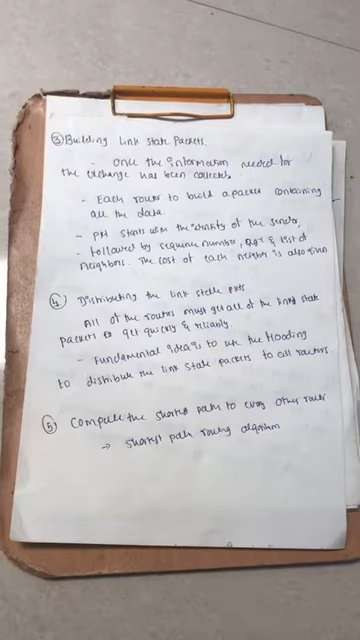 ③ Building Link State Packets.
- Once the information needed for
the exchange has been collected
- Each router to build a packet containing
all the data.
- Pkt starts with the identity of the sender,
- followed by sequence number, age & list of
neighbors. The cost of each neighbor is also given
④ Distributing the link state pkts.
All of the routers must get all of the link state
packets to get quickly & reliably.
- Fundamental idea is to use the flooding
to distribute the link state packets to all routers.
⑤ Compute the shortest path to every other router
→ shortest path routing algorithm